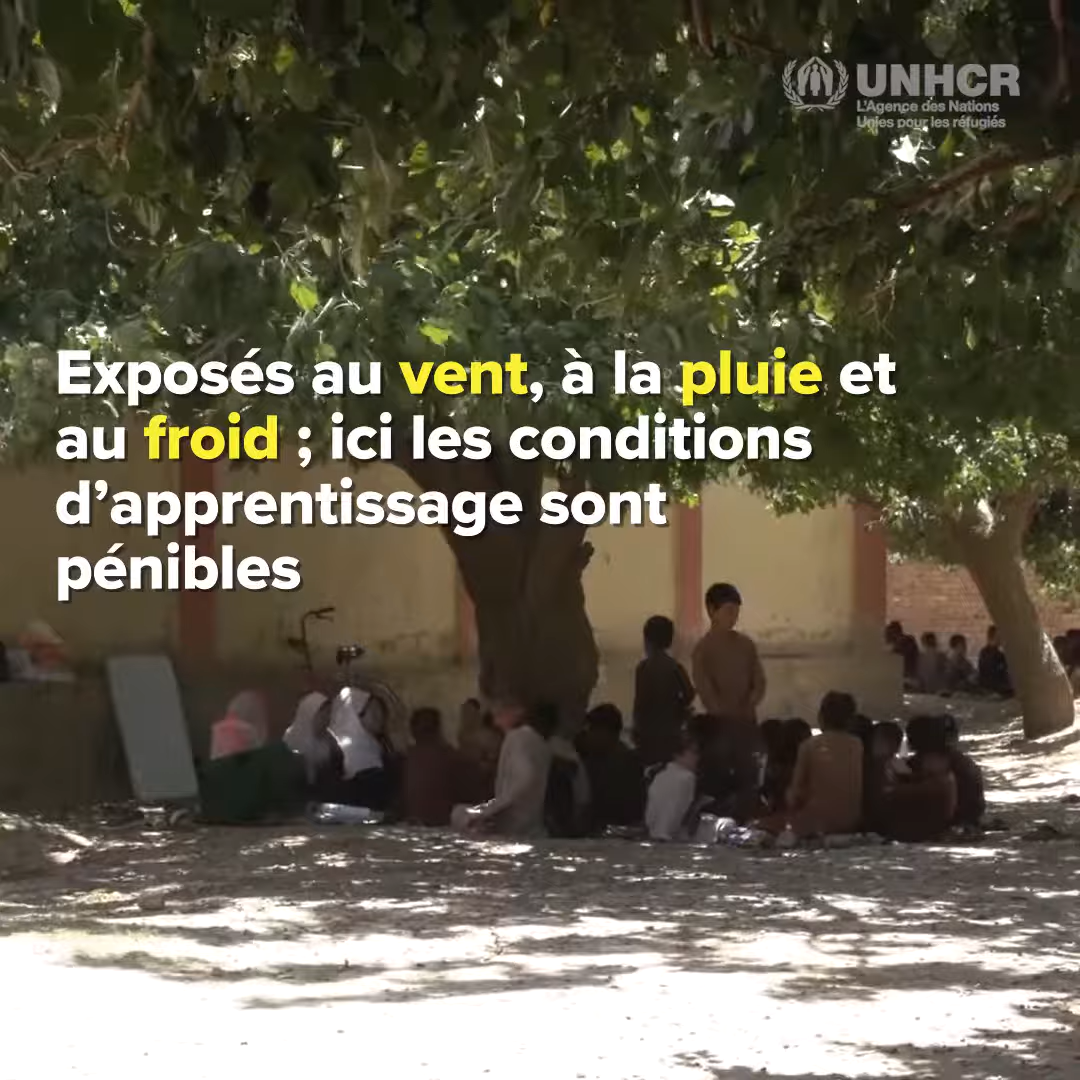 UNHCR
L'Agence des Nations
Unies pour les réfugiés
Exposés au vent, à la pluie et
au froid ; ici les conditions
d’apprentissage sont
pénibles